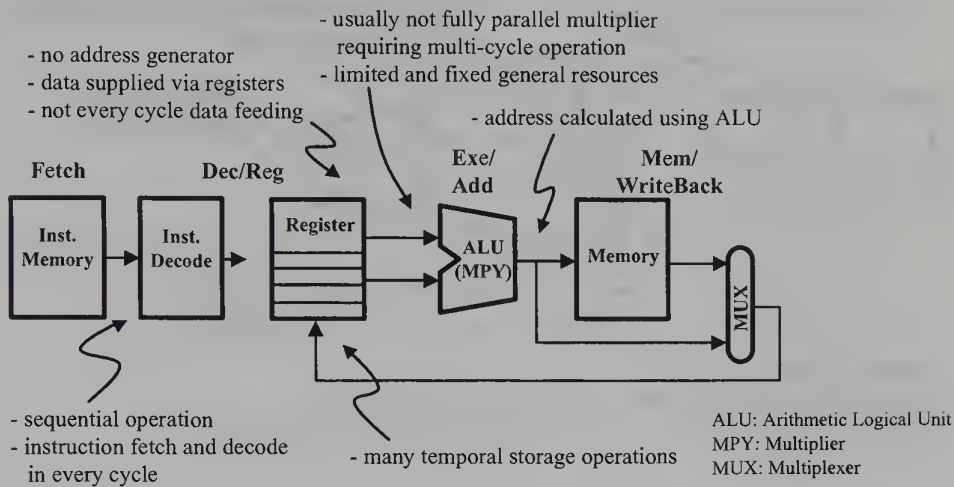 - usually not fully parallel multiplier
requiring multi-cycle operation
- limited and fixed general resources
- no address generator
- data supplied via registers
- not every cycle data feeding
- address calculated using ALU
Fetch
Dec/Reg
Exe/
Add
Mem/
WriteBack
Inst.
Memory
Inst.
Decode
Register
ALU
(MPY)
Memory
MUX
- sequential operation
- instruction fetch and decode
in every cycle
- many temporal storage operations
ALU: Arithmetic Logical Unit
MPY: Multiplier
MUX: Multiplexer